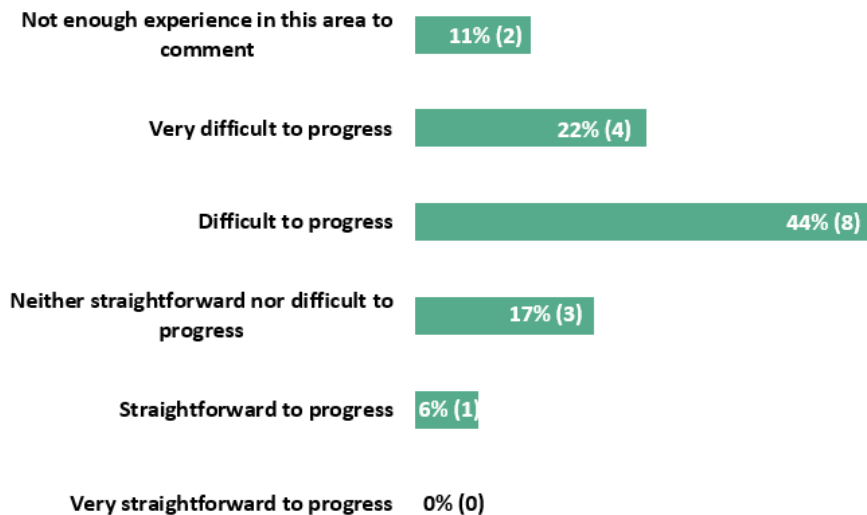 Not enough experience in this area to
comment
11% (2)
Very difficult to progress
22% (4)
Difficult to progress
44% (8)
Neither straightforward nor difficult to
progress
17% (3)
Straightforward to progress
6% (1)
Very straightforward to progress
0% (0)